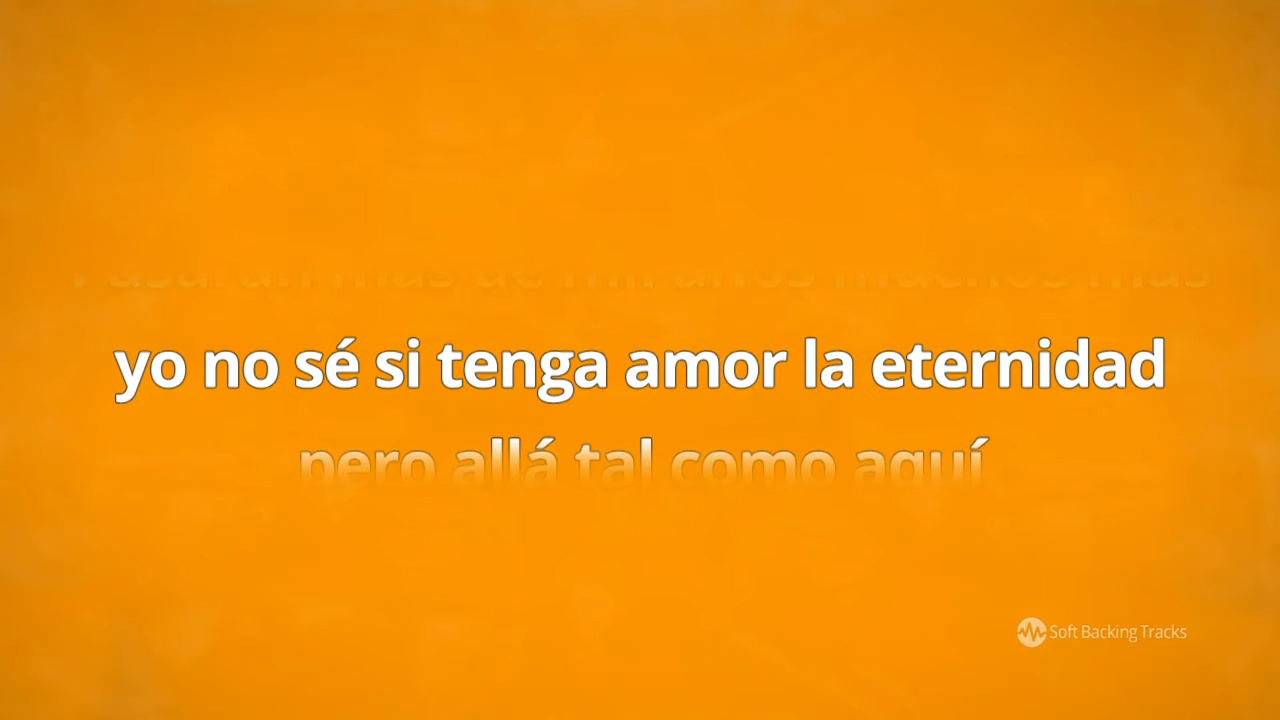 Pasarán más de mil años muchos más
yo no sé si tenga amor la eternidad
pero allá tal como aquí
Soft Backing Tracks